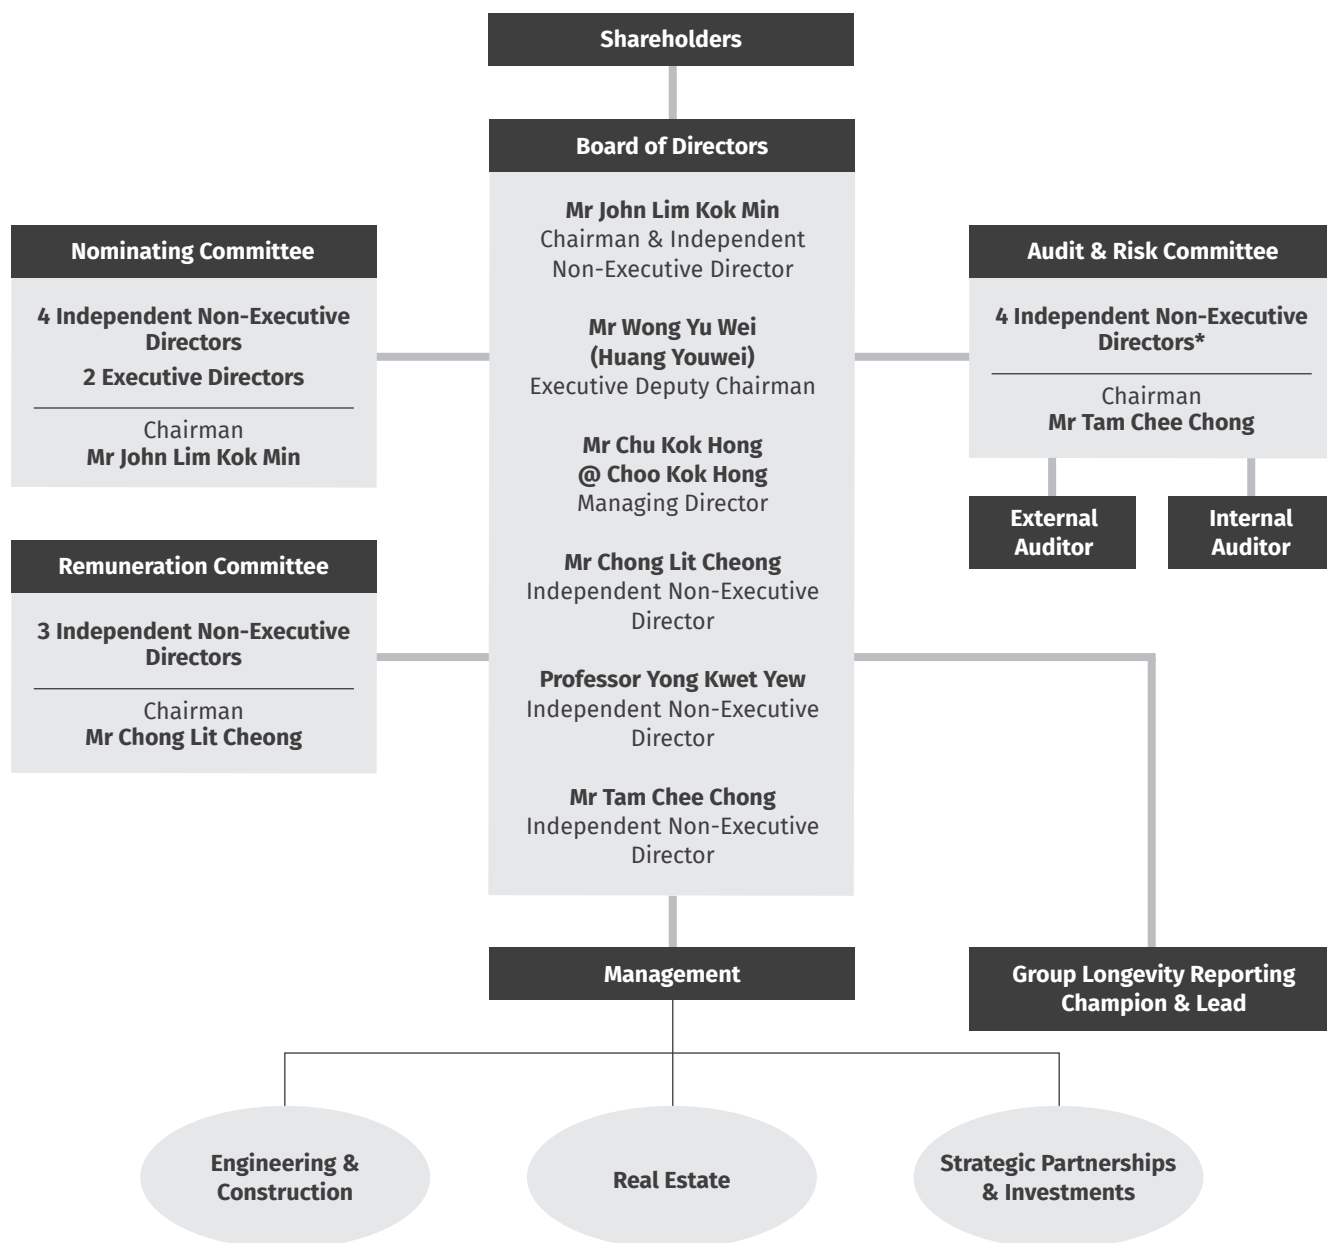 Shareholders
Board of Directors
Mr John Lim Kok Min
Chairman & Independent
Non-Executive Director
Mr Wong Yu Wei
(Huang Youwei)
Executive Deputy Chairman
Mr Chu Kok Hong
@ Choo Kok Hong
Managing Director
Mr Chong Lit Cheong
Independent Non-Executive
Director
Professor Yong Kwet Yew
Independent Non-Executive
Director
Mr Tam Chee Chong
Independent Non-Executive
Director
Nominating Committee
4 Independent Non-Executive
Directors
2 Executive Directors
Chairman
Mr John Lim Kok Min
Remuneration Committee
3 Independent Non-Executive
Directors
Chairman
Mr Chong Lit Cheong
Audit & Risk Committee
4 Independent Non-Executive
Directors*
Chairman
Mr Tam Chee Chong
External
Auditor
Internal
Auditor
Management
Group Longevity Reporting
Champion & Lead
Engineering &
Construction
Real Estate
Strategic Partnerships
& Investments